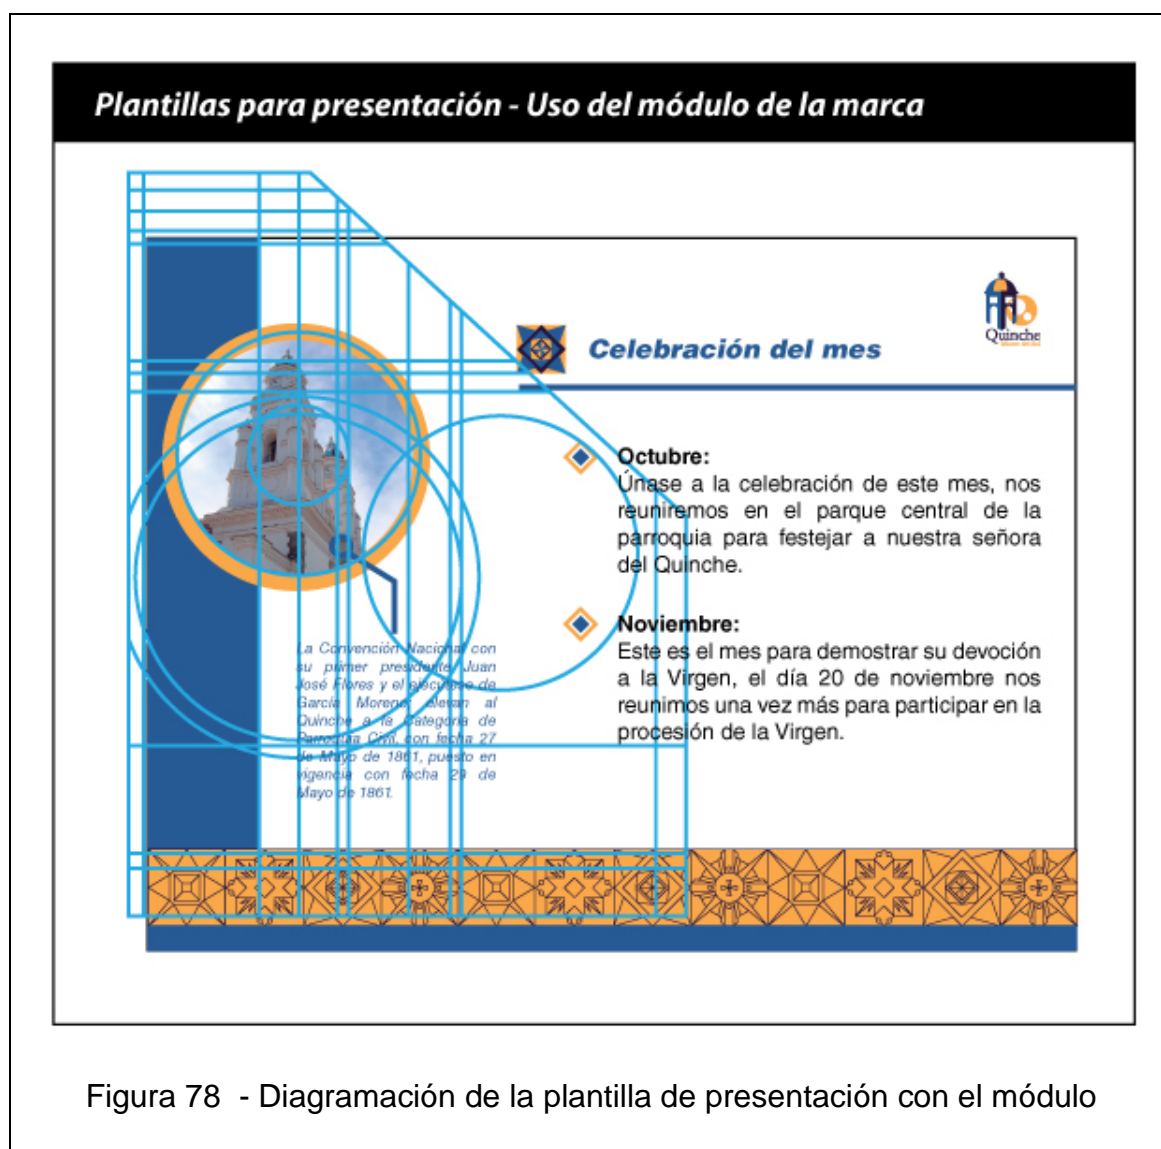 Plantillas para presentación - Uso del módulo de la marca
Quinche
Celebración del mes
Octubre:
Únase a la celebración de este mes, nos
reuniremos en el parque central de la
parroquia para festejar a nuestra señora
del Quinche.
Noviembre:
Este es el mes para demostrar su devoción
a la Virgen, el día 20 de noviembre nos
reunimos una vez más para participar en la
procesión de la Virgen.
La Convención Nacional con
su primer presidente Juan
José Flores y el ejecútese de
García Moreno, elevan al
Quinche a la Categoría de
Parroquia Civil, con fecha 27
de Mayo de 1861, puesto en
vigencia con fecha 29 de
Mayo de 1861.
Figura 78 - Diagramación de la plantilla de presentación con el módulo